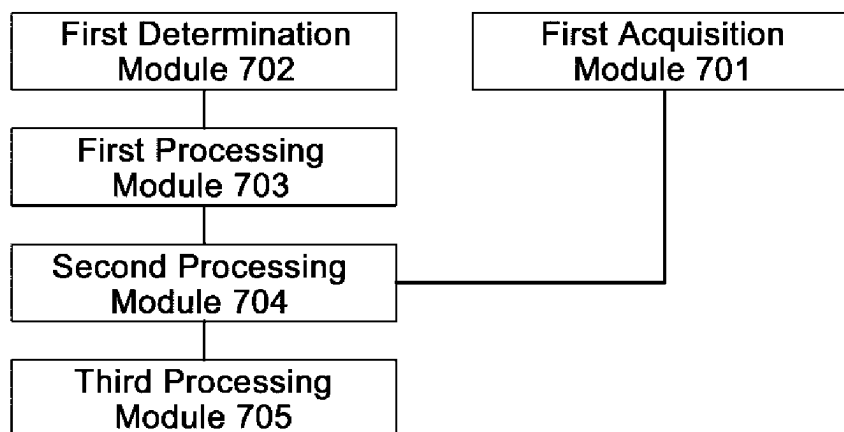 First Determination
Module 702
First Acquisition
Module 701
First Processing
Module 703
Second Processing
Module 704
Third Processing
Module 705